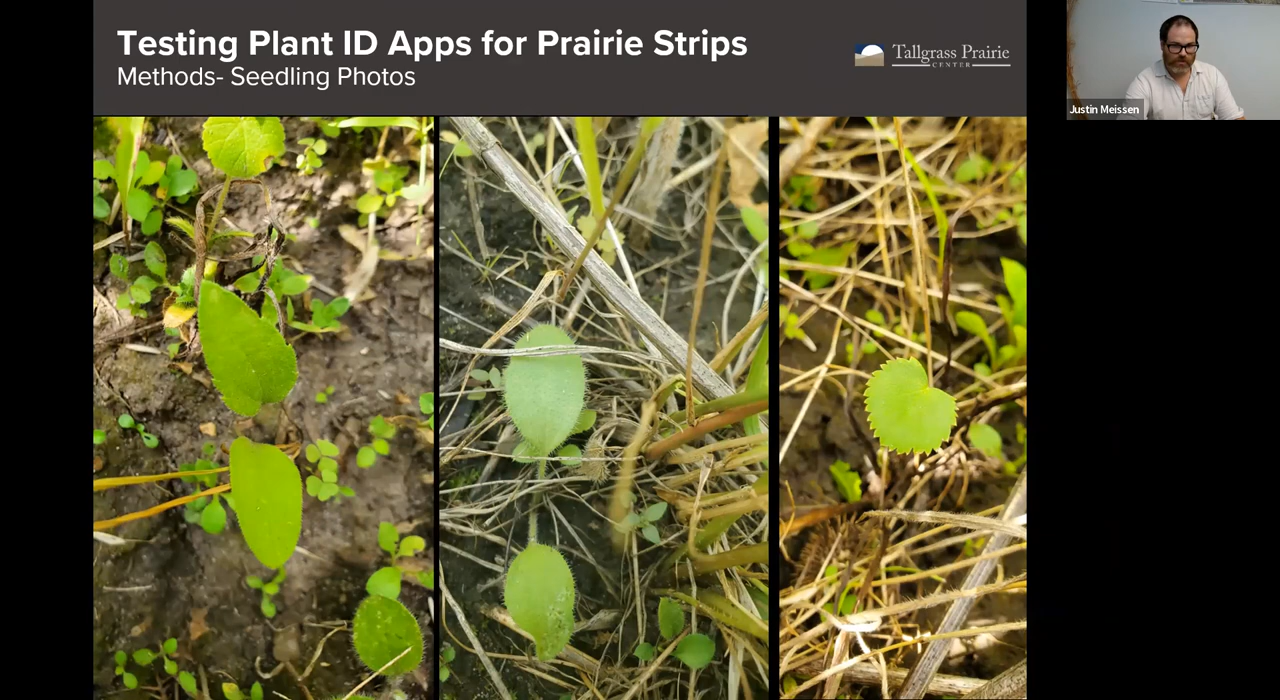 Testing Plant ID Apps for Prairie Strips
Methods- Seedling Photos
Tallgrass Prairie
CENTER
Justin Meissen